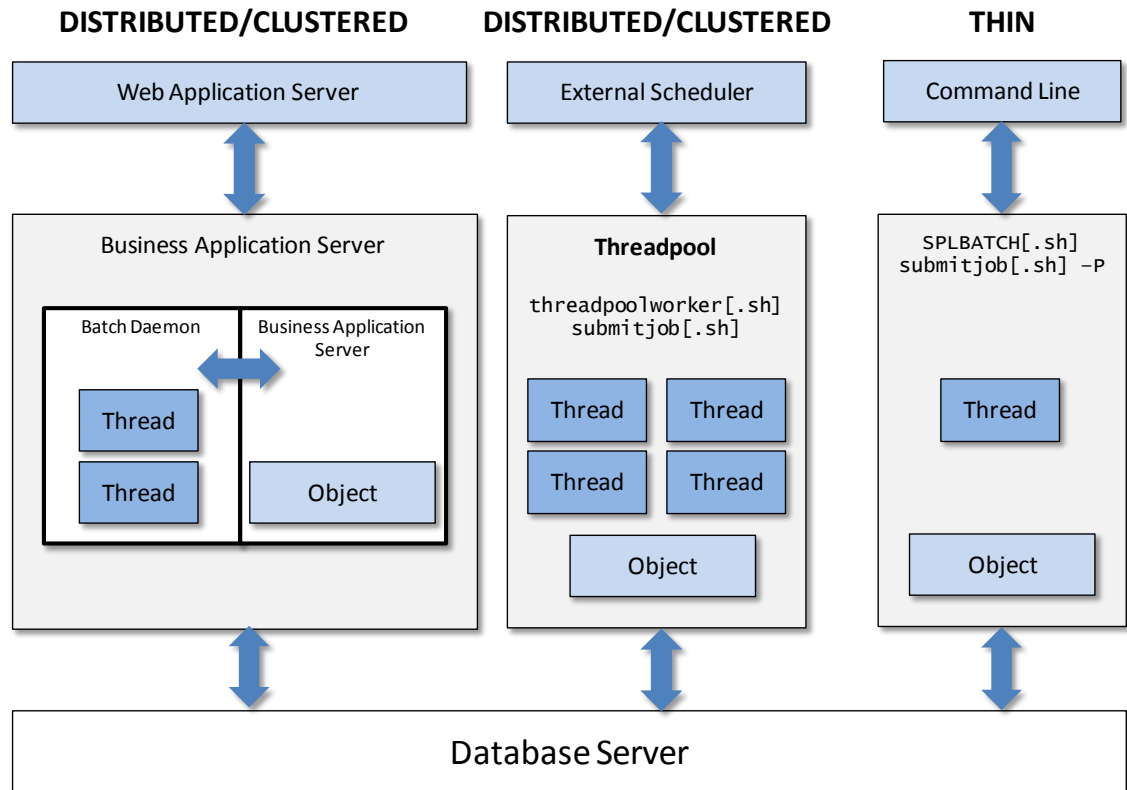 DISTRIBUTED/CLUSTERED
DISTRIBUTED/CLUSTERED
THIN
Web Application Server
External Scheduler
Command Line
Business Application Server
Batch Daemon
Business Application
Server
Thread
Thread
Object
Threadpool
threadpoolworker[.sh]
submitjob[.sh]
Thread
Thread
Thread
Thread
Object
SPLBATCH[.sh]
submitjob[.sh] –P
Thread
Object
Database Server